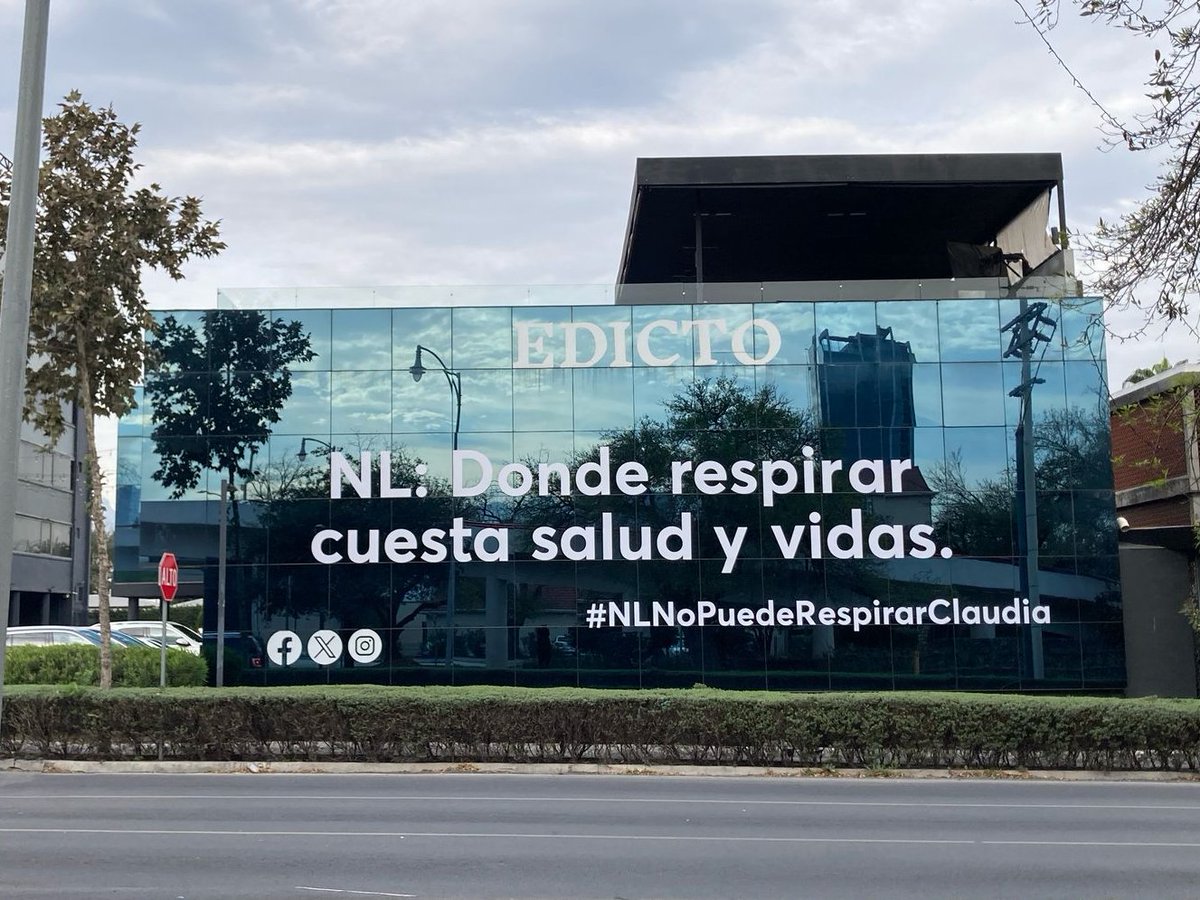 EDICTO
NL: Donde respirar
cuesta salud y vidas.
#NLNoPuedeRespirarClaudia
ALTO